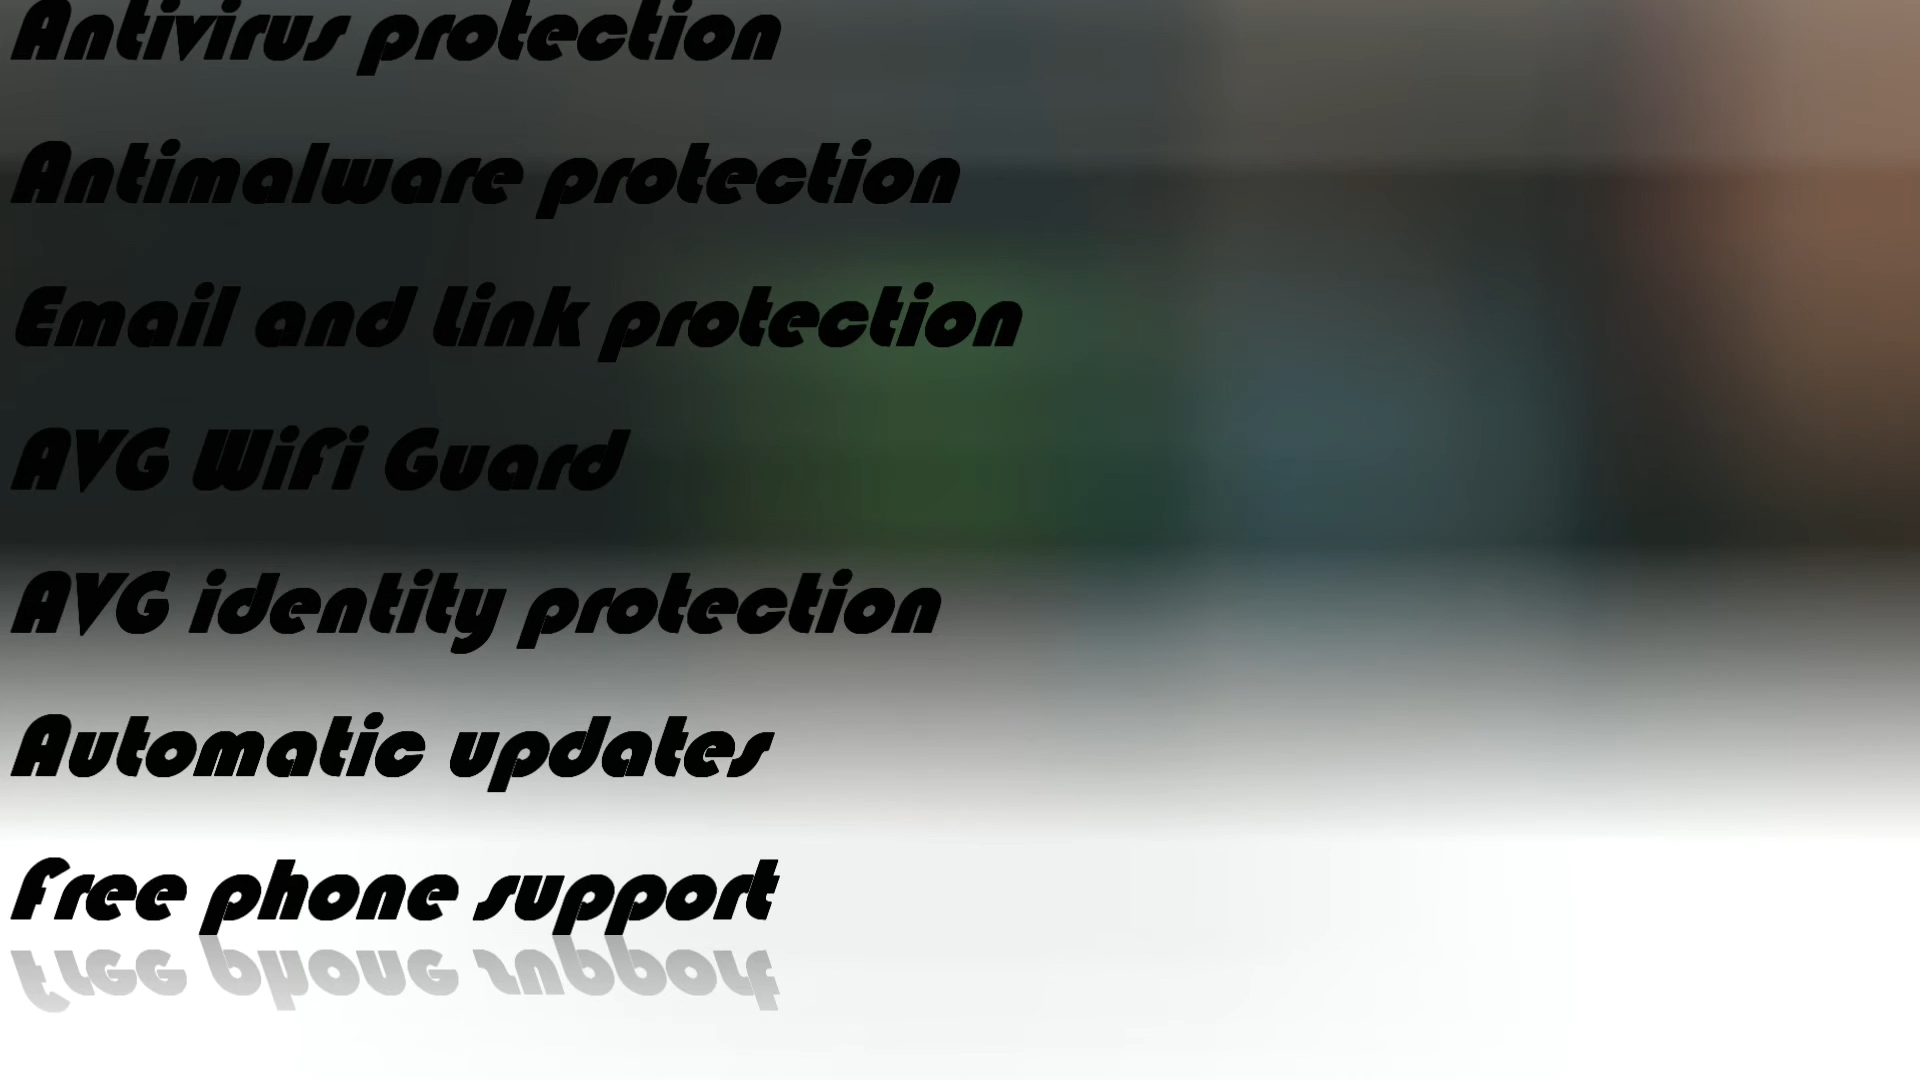 Antivirus protection
Antimalware protection
Email and Link protection
AVG WiFi Guard
AVG identity protection
Automatic updates
Free phone support